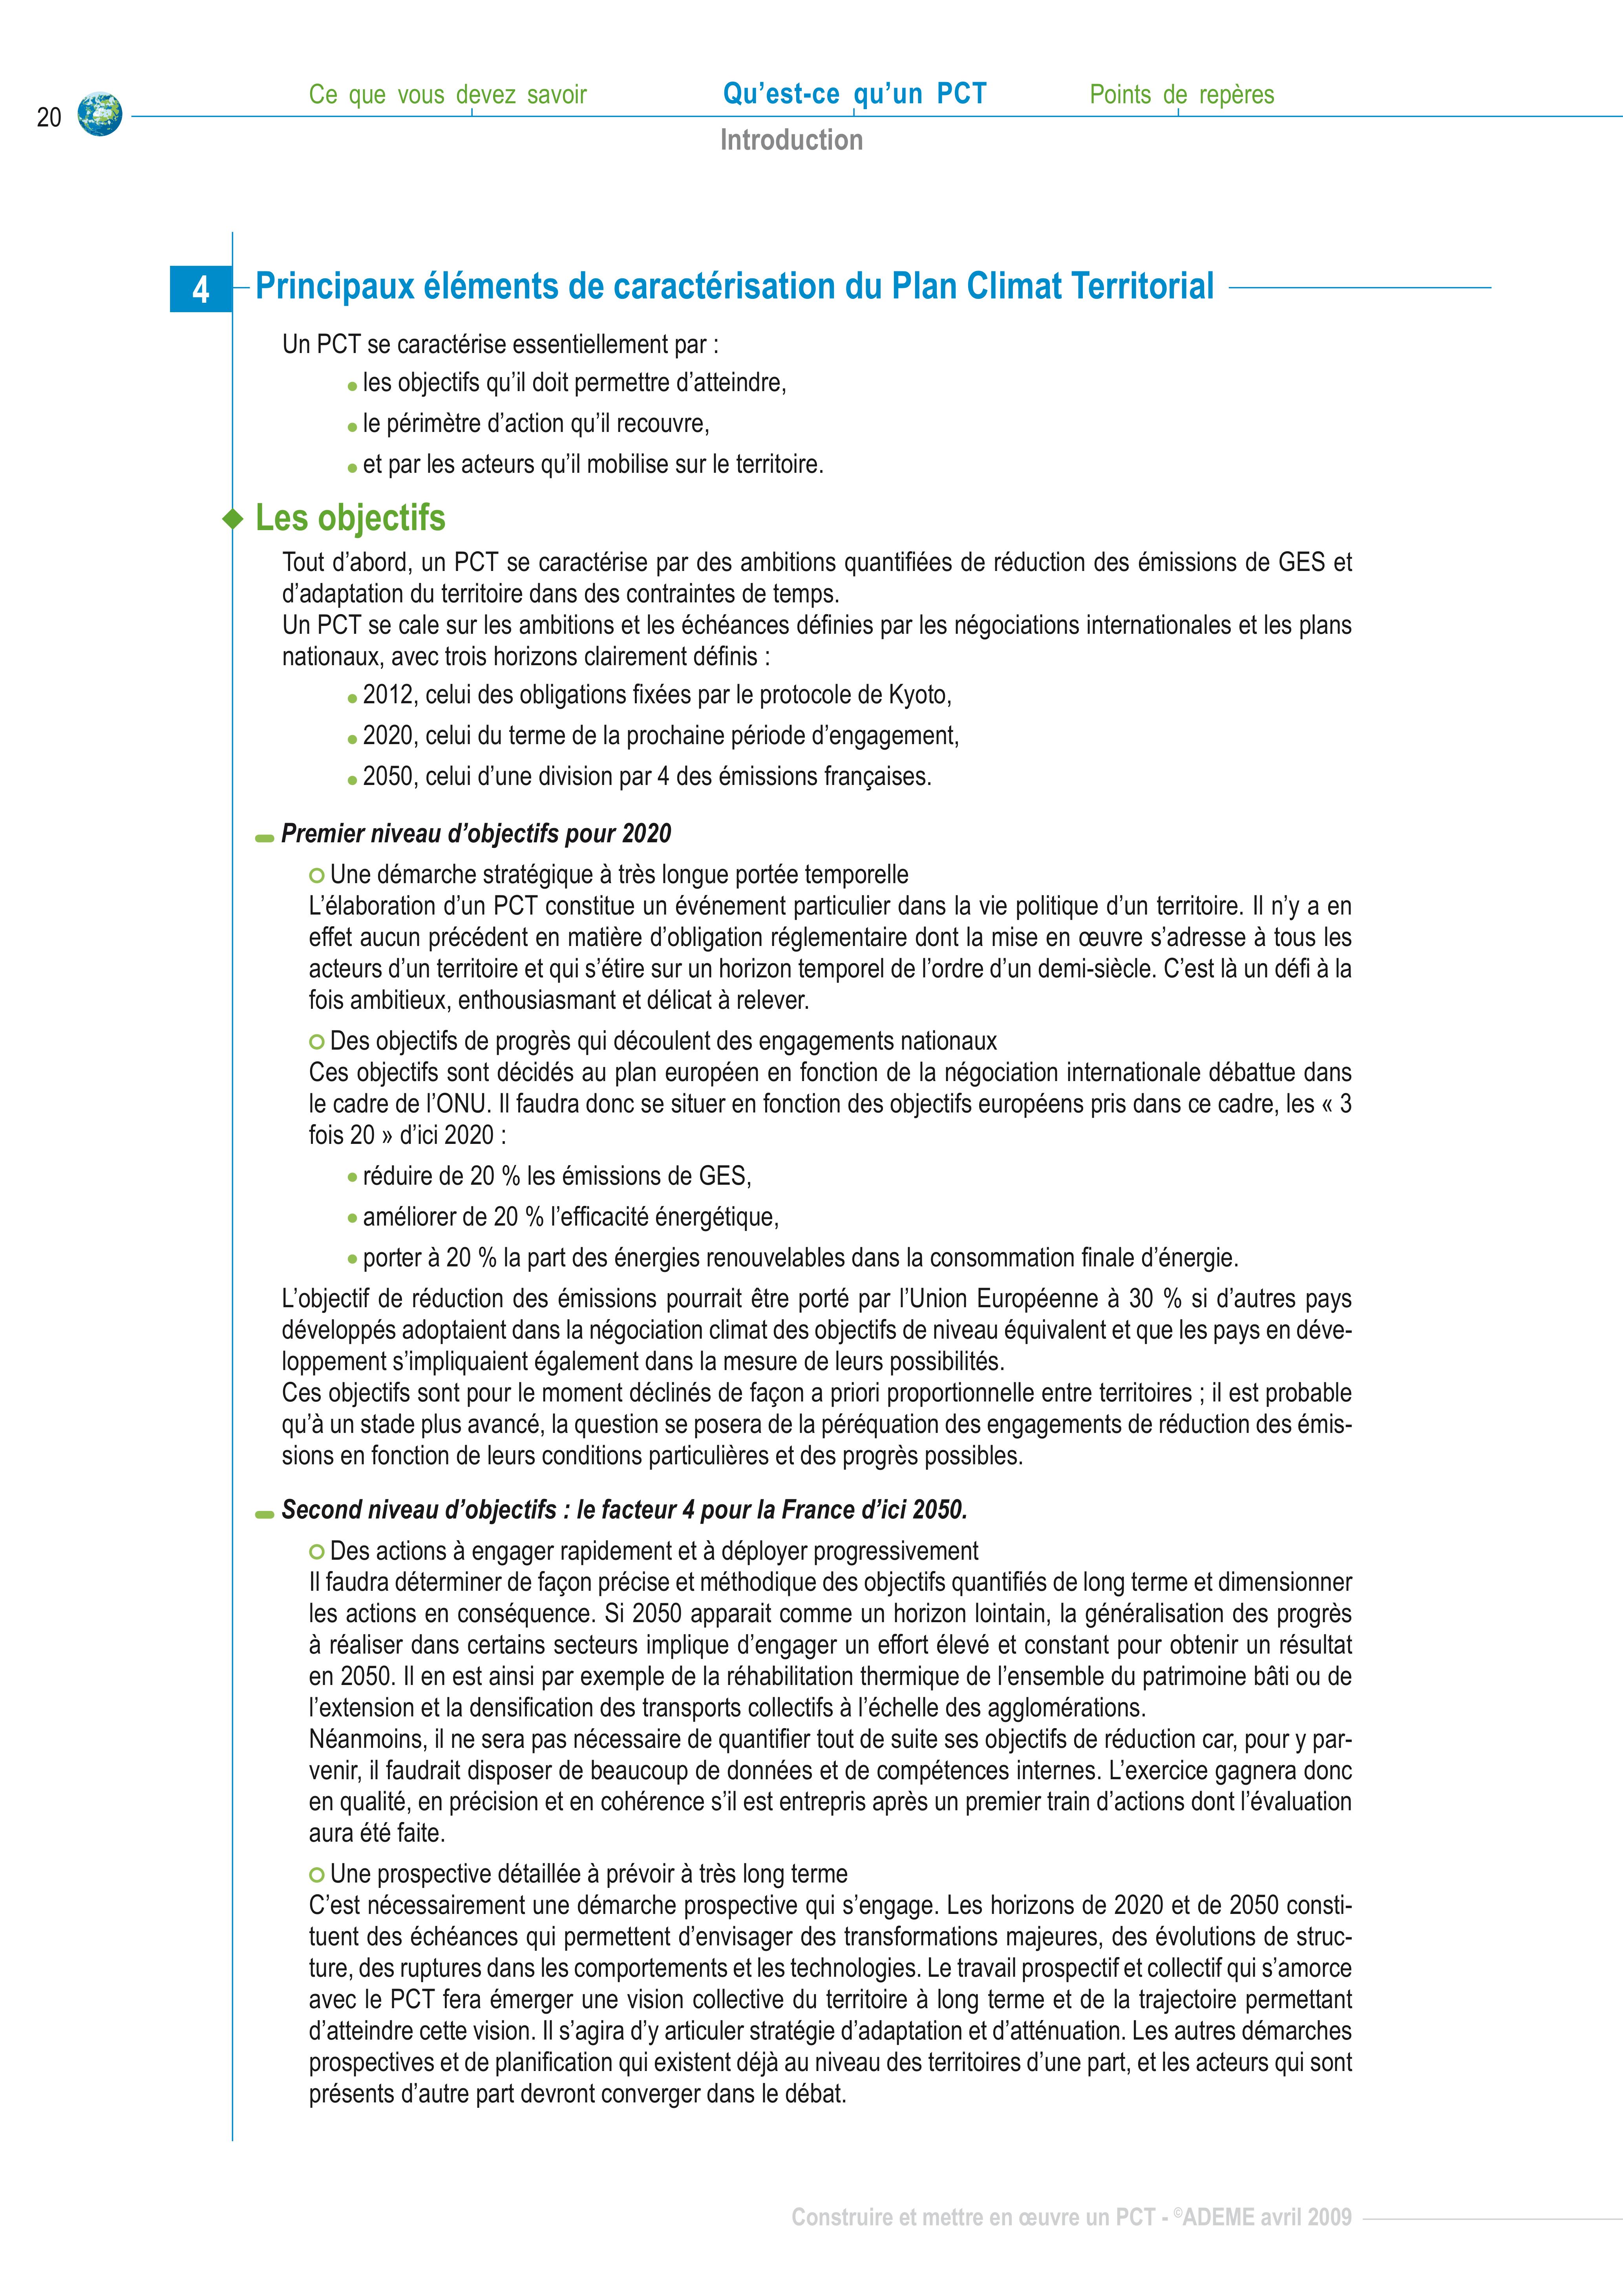 Ce que vous devez savoir
Qu’est-ce qu’un PCT
Points de repères
20
Introduction
4
Principaux éléments de caractérisation du Plan Climat Territorial
Un PCT se caractérise essentiellement par :
• les objectifs qu’il doit permettre d’atteindre,
• le périmètre d’action qu’il recouvre,
• et par les acteurs qu’il mobilise sur le territoire.
Les objectifs
Tout d’abord, un PCT se caractérise par des ambitions quantifiées de réduction des émissions de GES et
d’adaptation du territoire dans des contraintes de temps.
Un PCT se cale sur les ambitions et les échéances définies par les négociations internationales et les plans
nationaux, avec trois horizons clairement définis :
• 2012, celui des obligations fixées par le protocole de Kyoto,
• 2020, celui du terme de la prochaine période d’engagement,
• 2050, celui d’une division par 4 des émissions françaises.
Premier niveau d’objectifs pour 2020
Une démarche stratégique à très longue portée temporelle
L’élaboration d’un PCT constitue un événement particulier dans la vie politique d’un territoire. Il n’y a en
effet aucun précédent en matière d’obligation réglementaire dont la mise en œuvre s’adresse à tous les
acteurs d’un territoire et qui s’étire sur un horizon temporel de l’ordre d’un demi-siècle. C’est là un défi à la
fois ambitieux, enthousiasmant et délicat à relever.
Des objectifs de progrès qui découlent des engagements nationaux
Ces objectifs sont décidés au plan européen en fonction de la négociation internationale débattue dans
le cadre de l’ONU. Il faudra donc se situer en fonction des objectifs européens pris dans ce cadre, les « 3
fois 20 » d’ici 2020 :
• réduire de 20 % les émissions de GES,
• améliorer de 20 % l’efficacité énergétique,
• porter à 20 % la part des énergies renouvelables dans la consommation finale d’énergie.
L’objectif de réduction des émissions pourrait être porté par l’Union Européenne à 30 % si d’autres pays
développés adoptaient dans la négociation climat des objectifs de niveau équivalent et que les pays en déve-
loppement s’impliquaient également dans la mesure de leurs possibilités.
Ces objectifs sont pour le moment déclinés de façon a priori proportionnelle entre territoires ; il est probable
qu’à un stade plus avancé, la question se posera de la péréquation des engagements de réduction des émis-
sions en fonction de leurs conditions particulières et des progrès possibles.
Second niveau d’objectifs : le facteur 4 pour la France d’ici 2050.
Des actions à engager rapidement et à déployer progressivement
Il faudra déterminer de façon précise et méthodique des objectifs quantifiés de long terme et dimensionner
les actions en conséquence. Si 2050 apparait comme un horizon lointain, la généralisation des progrès
à réaliser dans certains secteurs implique d’engager un effort élevé et constant pour obtenir un résultat
en 2050. Il en est ainsi par exemple de la réhabilitation thermique de l’ensemble du patrimoine bâti ou de
l’extension et la densification des transports collectifs à l’échelle des agglomérations.
Néanmoins, il ne sera pas nécessaire de quantifier tout de suite ses objectifs de réduction car, pour y par-
venir, il faudrait disposer de beaucoup de données et de compétences internes. L’exercice gagnera donc
en qualité, en précision et en cohérence s’il est entrepris après un premier train d’actions dont l’évaluation
aura été faite.
Une prospective détaillée à prévoir à très long terme
C’est nécessairement une démarche prospective qui s’engage. Les horizons de 2020 et de 2050 consti-
tuent des échéances qui permettent d’envisager des transformations majeures, des évolutions de struc-
ture, des ruptures dans les comportements et les technologies. Le travail prospectif et collectif qui s’amorce
avec le PCT fera émerger une vision collective du territoire à long terme et de la trajectoire permettant
d’atteindre cette vision. Il s’agira d’y articuler stratégie d’adaptation et d’atténuation. Les autres démarches
prospectives et de planification qui existent déjà au niveau des territoires d’une part, et les acteurs qui sont
présents d’autre part devront converger dans le débat.
Construire et mettre en œuvre un PCT - ©ADEME avril 2009